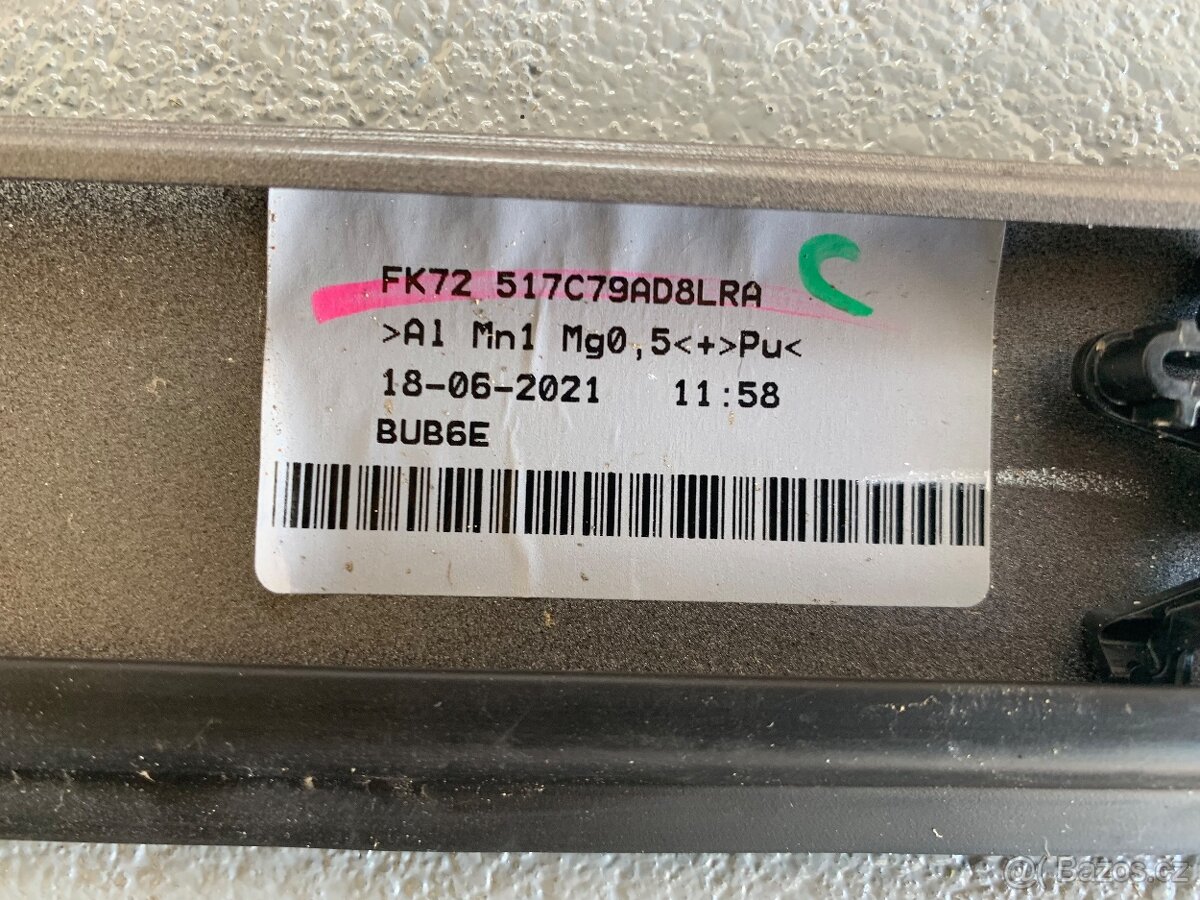 FK72 517C79AD8LRA
>Al Mn1 Mg0,5<+>Pu<
18-06-2021 11:58
BUB6E
Bazos.cz